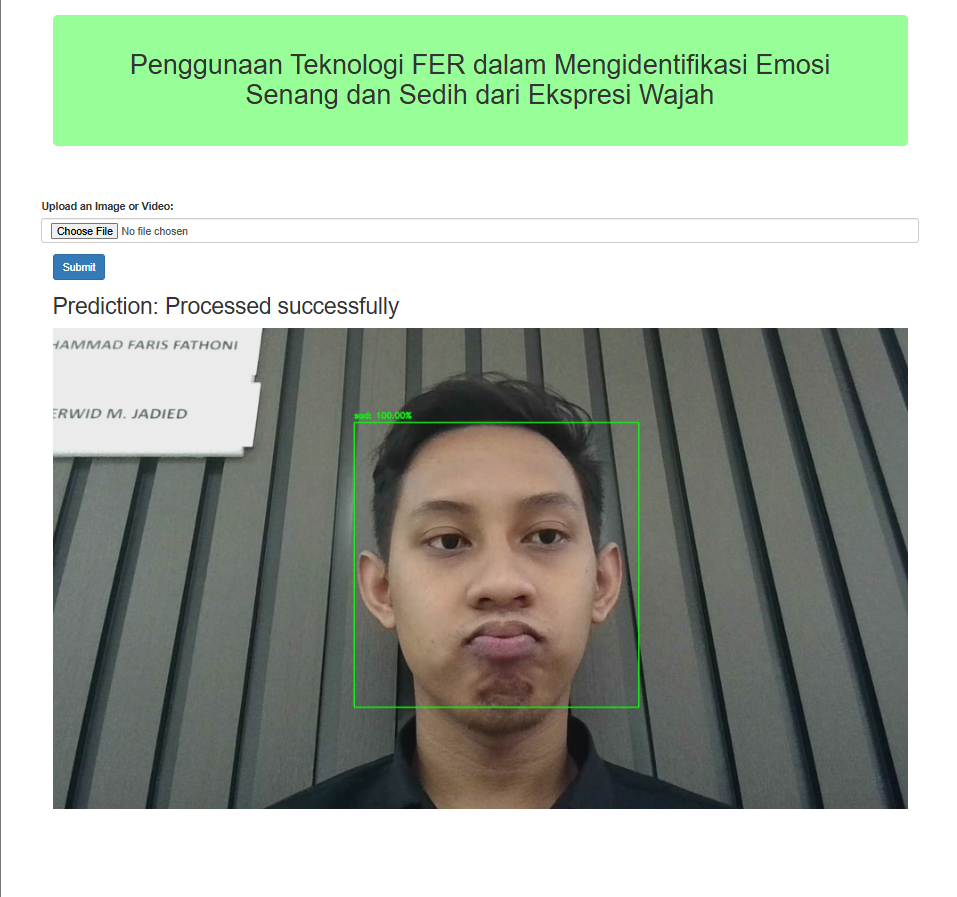 Penggunaan Teknologi FER dalam Mengidentifikasi Emosi
Senang dan Sedih dari Ekspresi Wajah
Upload an Image or Video:
Choose File No file chosen
Submit
Prediction: Processed successfully
HAMMAD FARIS FATHONI
ERWID M. JADIED
sad: 100.00%